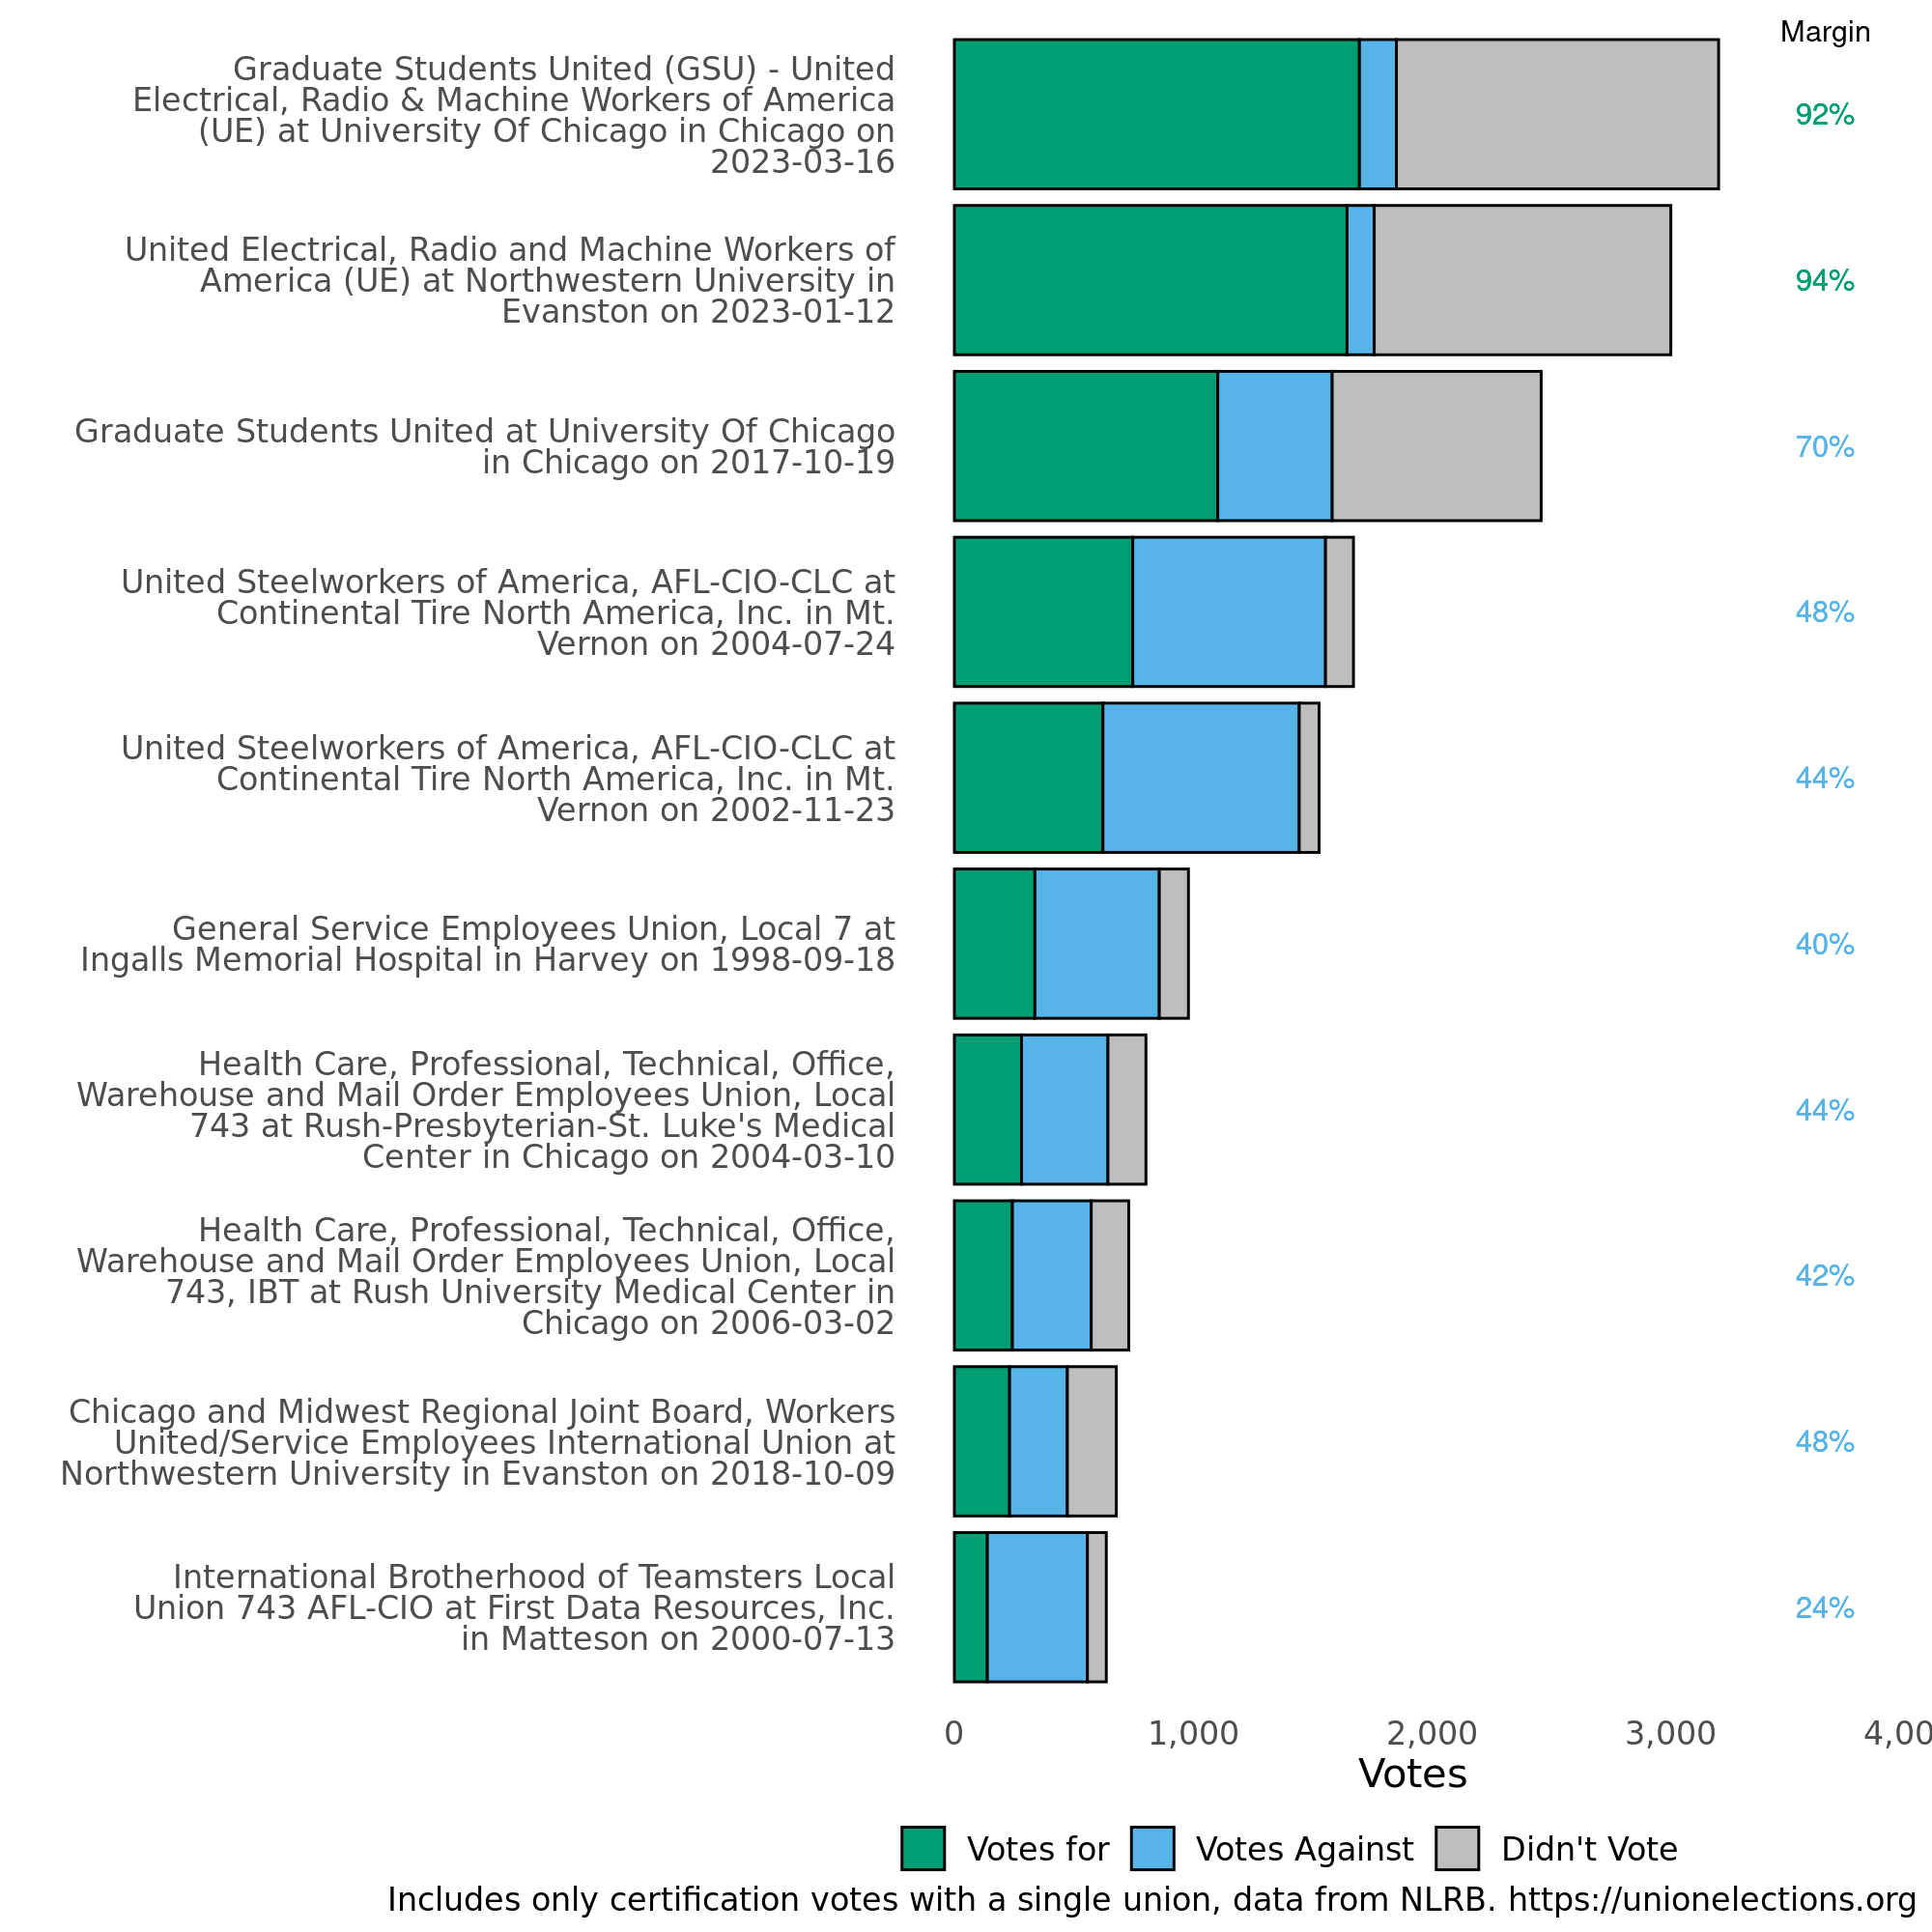 Margin
Graduate Students United (GSU) - United
Electrical, Radio & Machine Workers of America
(UE) at University Of Chicago in Chicago on
2023-03-16
92%
United Electrical, Radio and Machine Workers of
America (UE) at Northwestern University in
Evanston on 2023-01-12
94%
Graduate Students United at University Of Chicago
in Chicago on 2017-10-19
70%
United Steelworkers of America, AFL-CIO-CLC at
Continental Tire North America, Inc. in Mt.
Vernon on 2004-07-24
48%
United Steelworkers of America, AFL-CIO-CLC at
Continental Tire North America, Inc. in Mt.
Vernon on 2002-11-23
44%
General Service Employees Union, Local 7 at
Ingalls Memorial Hospital in Harvey on 1998-09-18
40%
Health Care, Professional, Technical, Office,
Warehouse and Mail Order Employees Union, Local
743 at Rush-Presbyterian-St. Luke's Medical
Center in Chicago on 2004-03-10
44%
Health Care, Professional, Technical, Office,
Warehouse and Mail Order Employees Union, Local
743, IBT at Rush University Medical Center in
Chicago on 2006-03-02
42%
Chicago and Midwest Regional Joint Board, Workers
United/Service Employees International Union at
Northwestern University in Evanston on 2018-10-09
48%
International Brotherhood of Teamsters Local
Union 743 AFL-CIO at First Data Resources, Inc.
in Matteson on 2000-07-13
24%
0 1,000 2,000 3,000 4,00
Votes
Votes for Votes Against Didn't Vote
Includes only certification votes with a single union, data from NLRB. https://unionelections.org